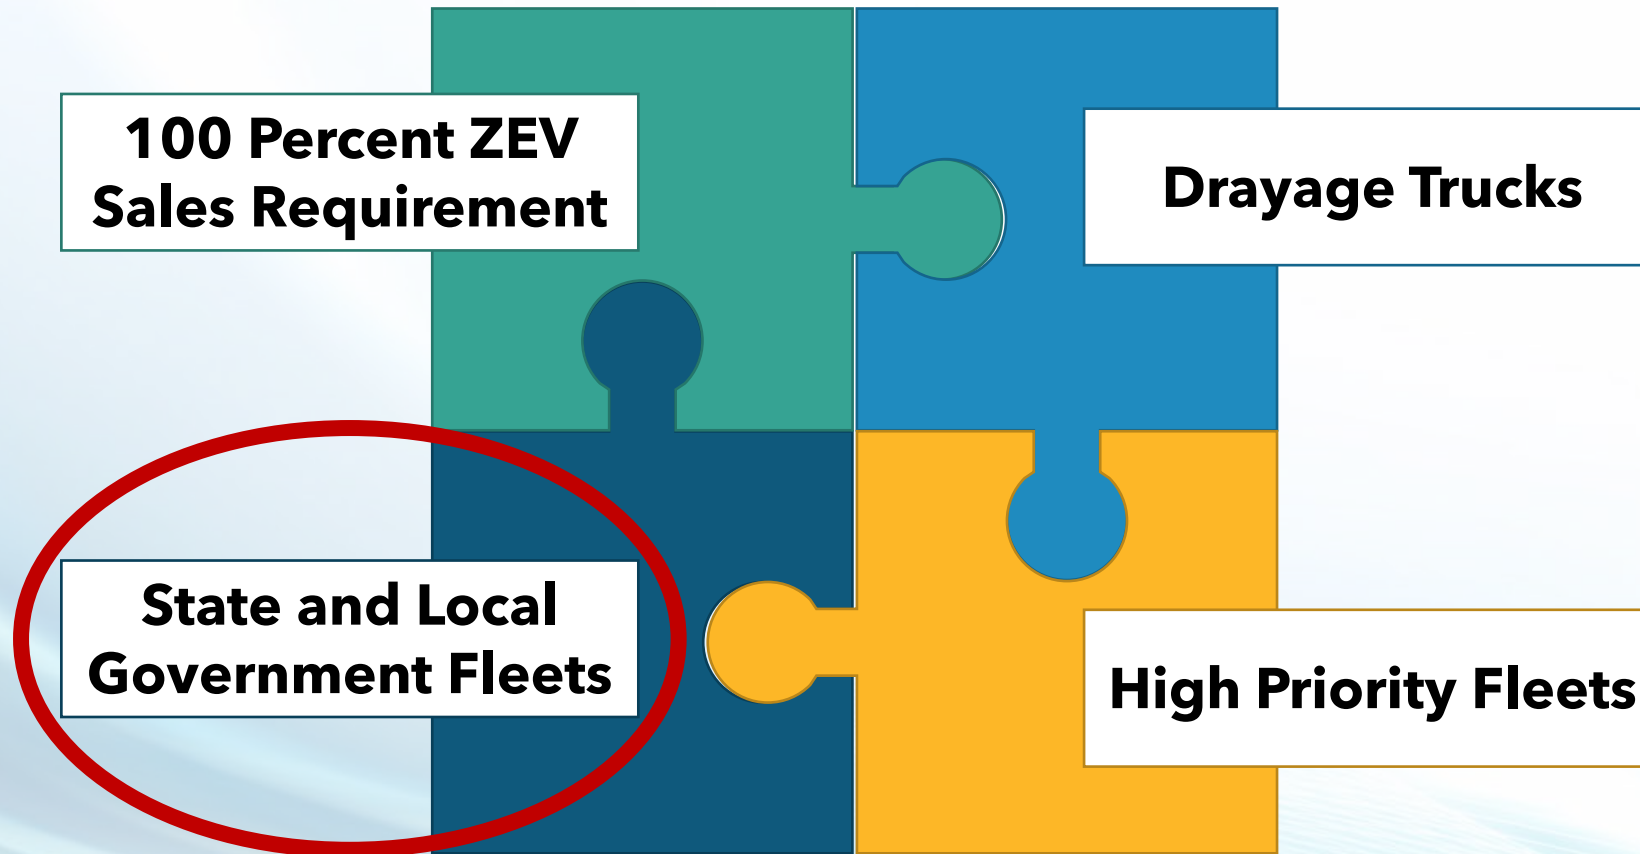 100 Percent ZEV
Sales Requirement
Drayage Trucks
State and Local
Government Fleets
High Priority Fleets